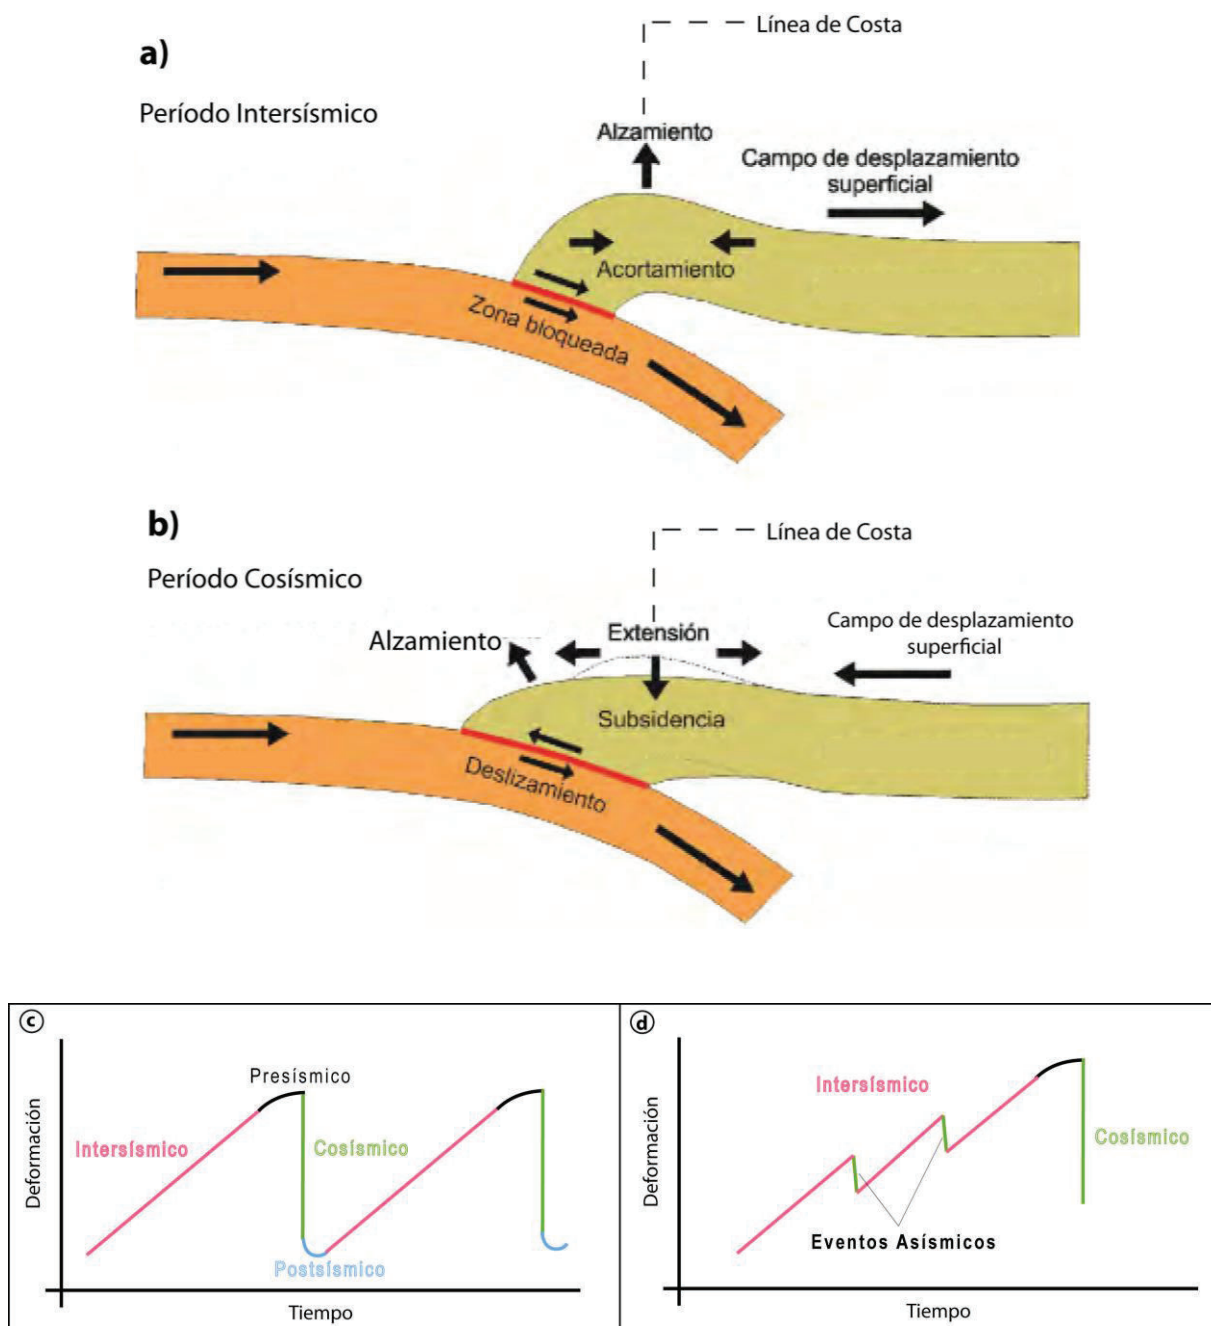 a)
Línea de Costa
Período Intersísmico
Alzamiento
Campo de desplazamiento
superficial
Acortamiento
Zona bloqueada
b)
Línea de Costa
Período Cosísmico
Alzamiento
Extensión
Campo de desplazamiento
superficial
Subsidencia
Deslizamiento
c
Deformación
Presísmico
Intersísmico
Cosísmico
Postsísmico
Tiempo
d
Deformación
Intersísmico
Cosísmico
Eventos Asísmicos
Tiempo